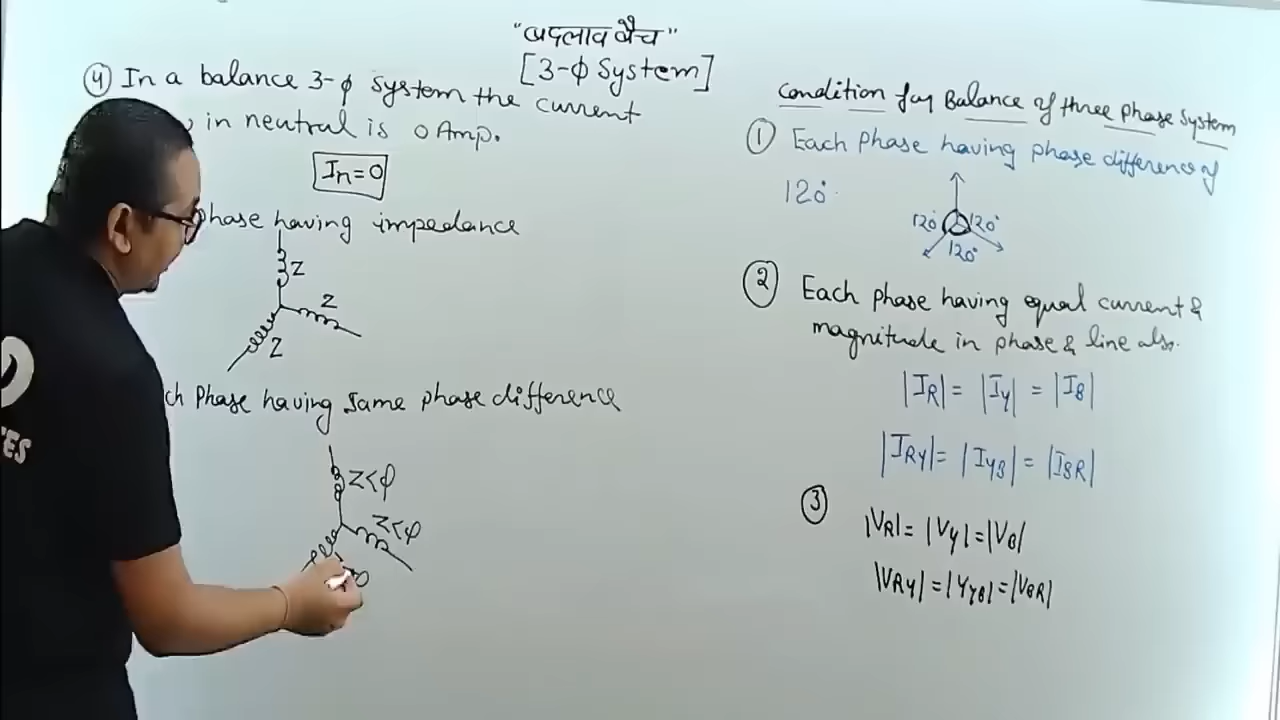 "बदलाव बैच"
[3-ϕ System]
④ In a balance 3-ϕ system the current
in neutral is 0 Amp.
In=0
phase having impedance
Z
Z
Z
ch Phase having same phase difference
Z<φ
Z<φ
Condition for Balance of three phase System
① Each Phase having phase difference of
120°
120° 120°
120°
② Each phase having equal current &
magnitude in phase & line also.
|IR| = |IY| = |IB|
|IRY| = |IYB| = |IBR|
③ |VR| = |VY| = |VB|
|VRY| = |VYB| = |VBR|
TES